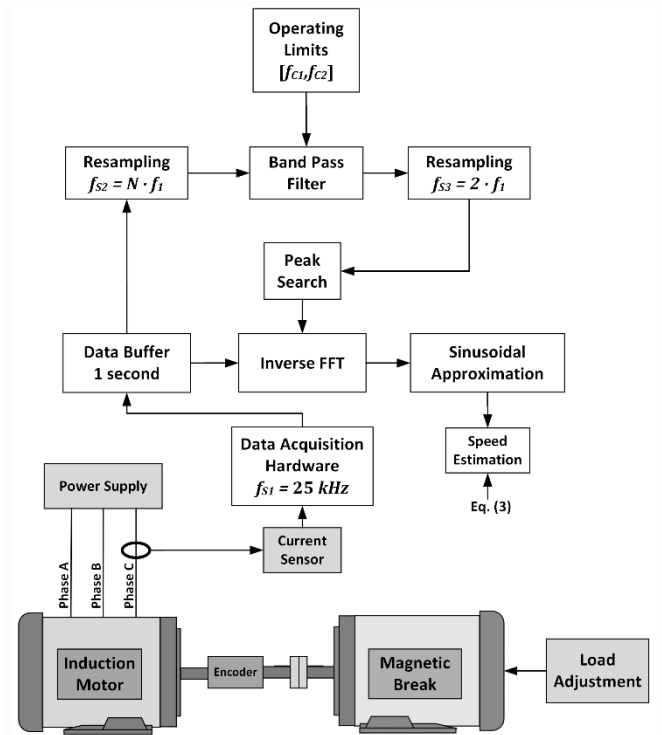 Operating
Limits
[fC1,fC2]
Resampling
fS2 = N · f1
Band Pass
Filter
Resampling
fS3 = 2 · f1
Peak
Search
Data Buffer
1 second
Inverse FFT
Sinusoidal
Approximation
Data Acquisition
Hardware
fS1 = 25 kHz
Speed
Estimation
Eq. (3)
Power Supply
Current
Sensor
Phase A
Phase B
Phase C
Induction
Motor
Encoder
Magnetic
Break
Load
Adjustment